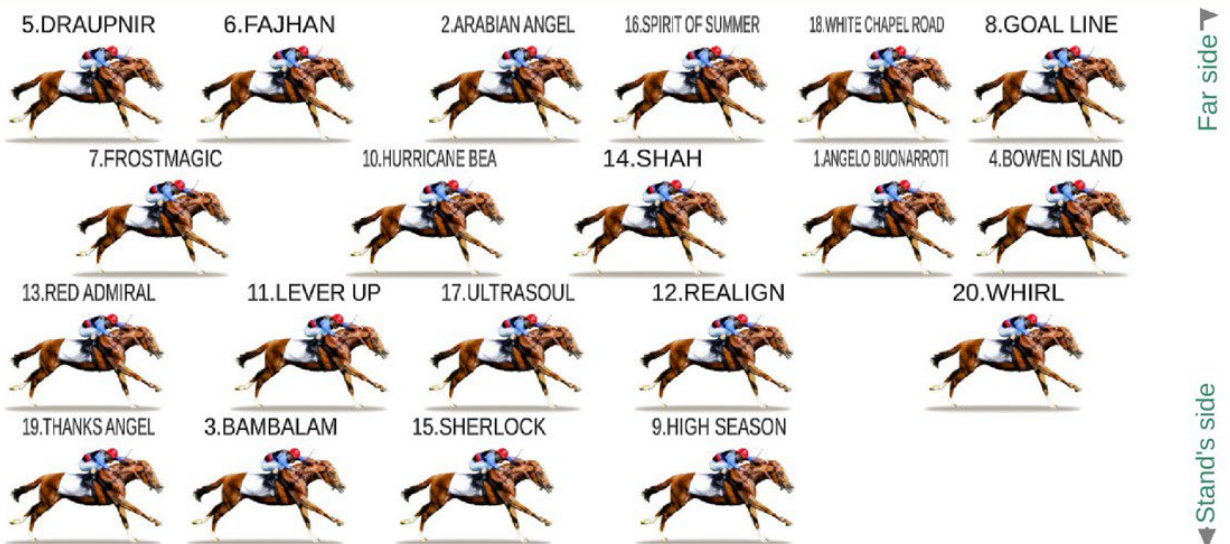 5.DRAUPNIR 6.FAJHAN 2.ARABIAN ANGEL 16.SPIRIT OF SUMMER 18.WHITE CHAPEL ROAD 8.GOAL LINE
Far side
7.FROSTMAGIC 10.HURRICANE BEA 14.SHAH 1.ANGELO BUONARROTI 4.BOWEN ISLAND
13.RED ADMIRAL 11.LEVER UP 17.ULTRASOUL 12.REALIGN 20.WHIRL
19.THANKS ANGEL 3.BAMBALAM 15.SHERLOCK 9.HIGH SEASON
Stand's side